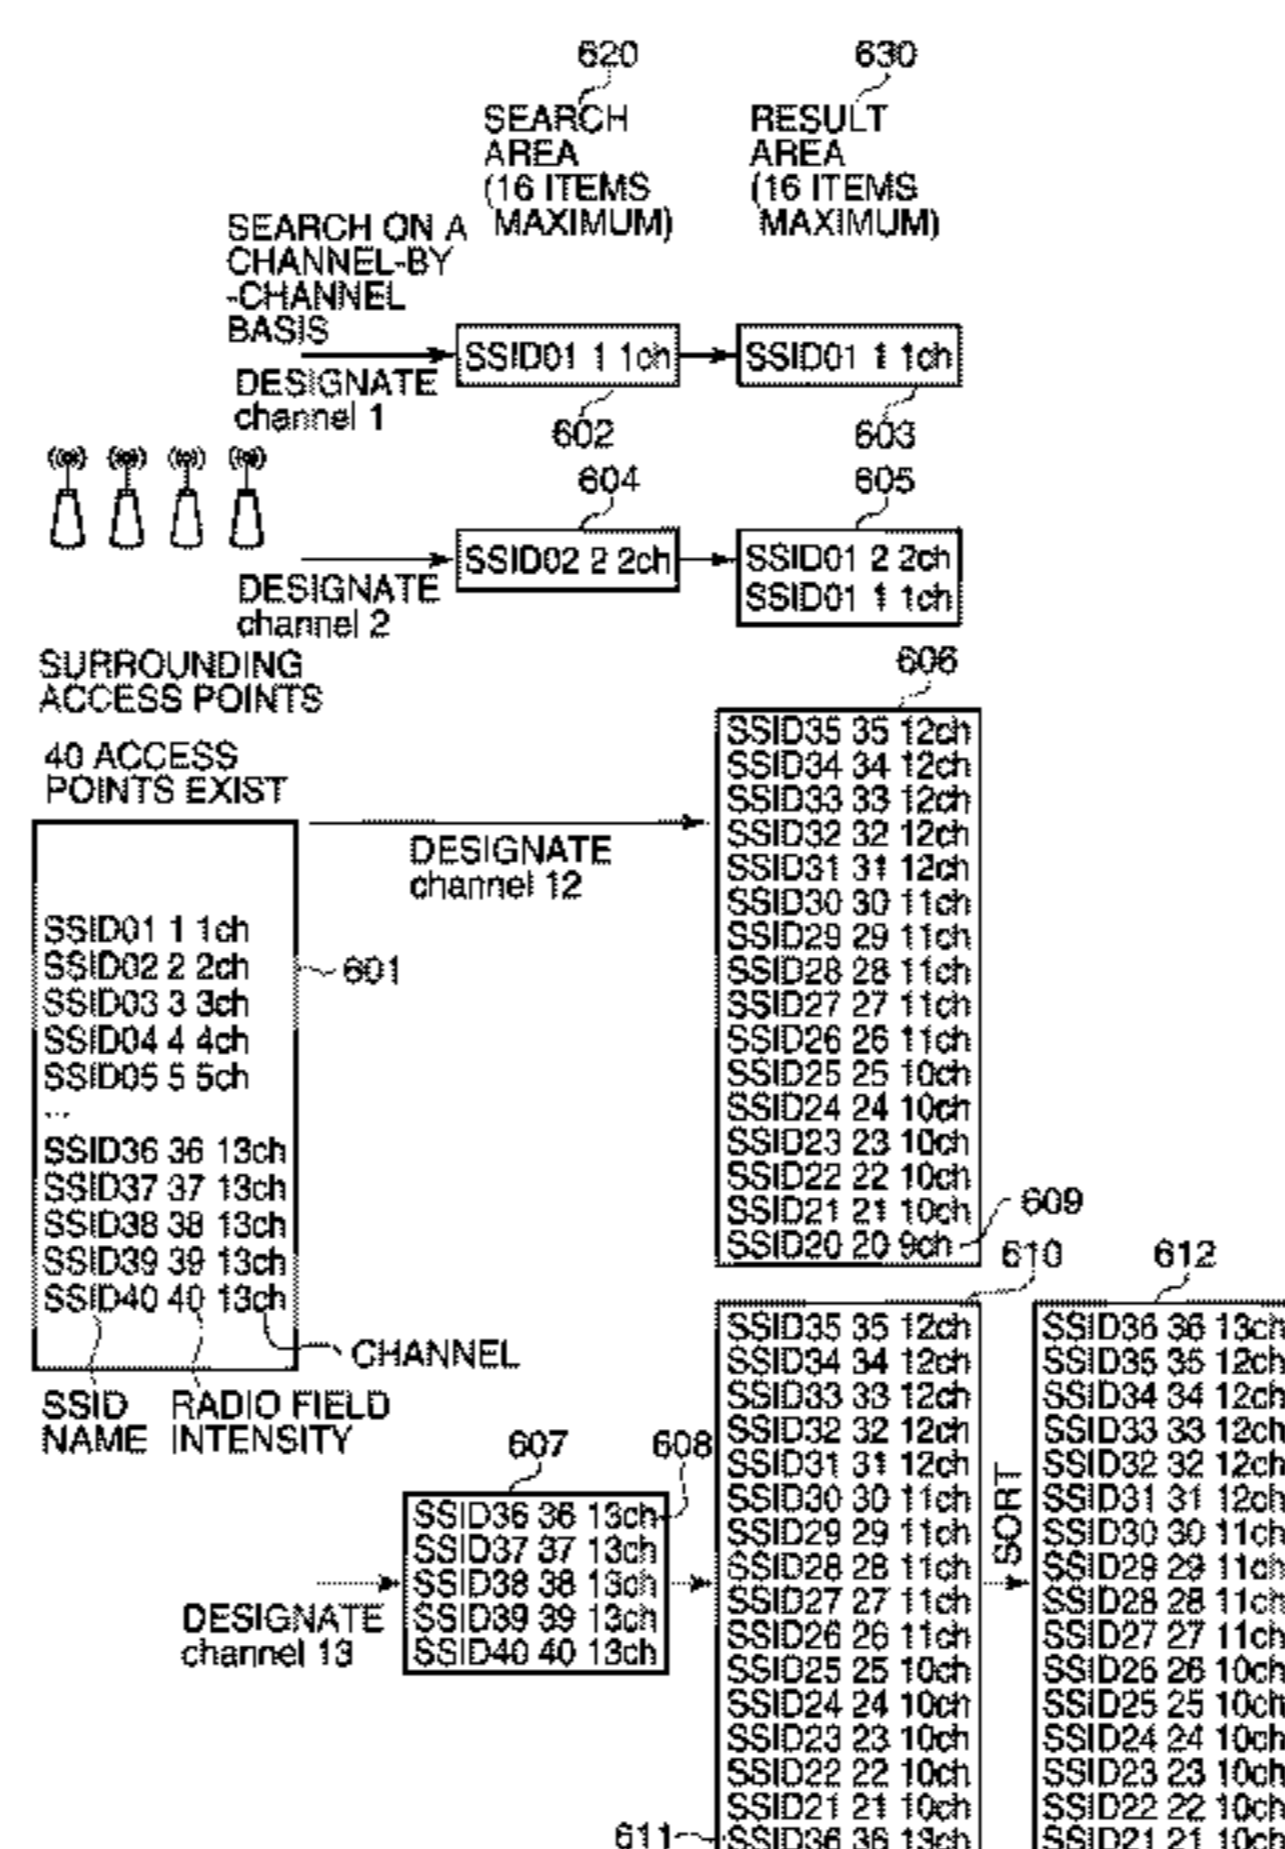 620
630
SEARCH
AREA
(16 ITEMS
MAXIMUM)
RESULT
AREA
(16 ITEMS
MAXIMUM)
SEARCH ON A
CHANNEL-BY
-CHANNEL
BASIS
DESIGNATE
channel 1
SSID01 1 1ch
SSID01 1 1ch
602
603
604
605
SSID02 2 2ch
SSID01 2 2ch
SSID01 1 1ch
DESIGNATE
channel 2
SURROUNDING
ACCESS POINTS
40 ACCESS
POINTS EXIST
SSID01 1 1ch
SSID02 2 2ch
SSID03 3 3ch
SSID04 4 4ch
SSID05 5 5ch
...
SSID36 36 13ch
SSID37 37 13ch
SSID38 38 13ch
SSID39 39 13ch
SSID40 40 13ch
601
CHANNEL
SSID
NAME
RADIO FIELD
INTENSITY
DESIGNATE
channel 12
606
SSID35 35 12ch
SSID34 34 12ch
SSID33 33 12ch
SSID32 32 12ch
SSID31 31 12ch
SSID30 30 11ch
SSID29 29 11ch
SSID28 28 11ch
SSID27 27 11ch
SSID26 26 11ch
SSID25 25 10ch
SSID24 24 10ch
SSID23 23 10ch
SSID22 22 10ch
SSID21 21 10ch
SSID20 20 9ch
609
DESIGNATE
channel 13
607
608
SSID36 36 13ch
SSID37 37 13ch
SSID38 38 13ch
SSID39 39 13ch
SSID40 40 13ch
610
SSID35 35 12ch
SSID34 34 12ch
SSID33 33 12ch
SSID32 32 12ch
SSID31 31 12ch
SSID30 30 11ch
SSID29 29 11ch
SSID28 28 11ch
SSID27 27 11ch
SSID26 26 11ch
SSID25 25 10ch
SSID24 24 10ch
SSID23 23 10ch
SSID22 22 10ch
SSID21 21 10ch
SSID36 36 13ch
611
SORT
612
SSID36 36 13ch
SSID35 35 12ch
SSID34 34 12ch
SSID33 33 12ch
SSID32 32 12ch
SSID31 31 12ch
SSID30 30 11ch
SSID29 29 11ch
SSID28 28 11ch
SSID27 27 11ch
SSID26 26 10ch
SSID25 25 10ch
SSID24 24 10ch
SSID23 23 10ch
SSID22 22 10ch
SSID21 21 10ch